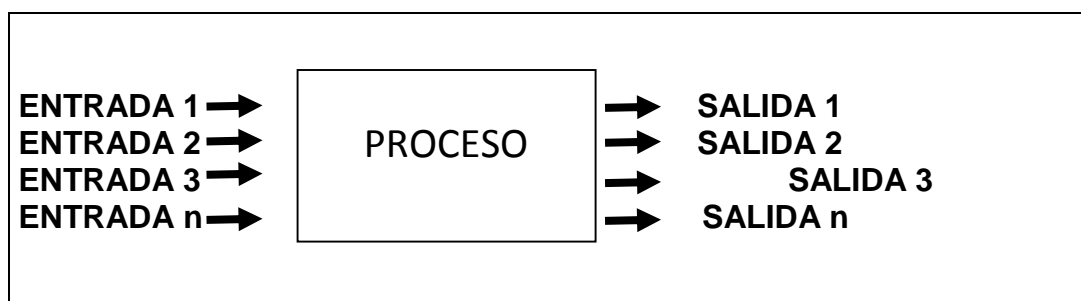 ENTRADA 1
ENTRADA 2
ENTRADA 3
ENTRADA n
PROCESO
SALIDA 1
SALIDA 2
SALIDA 3
SALIDA n